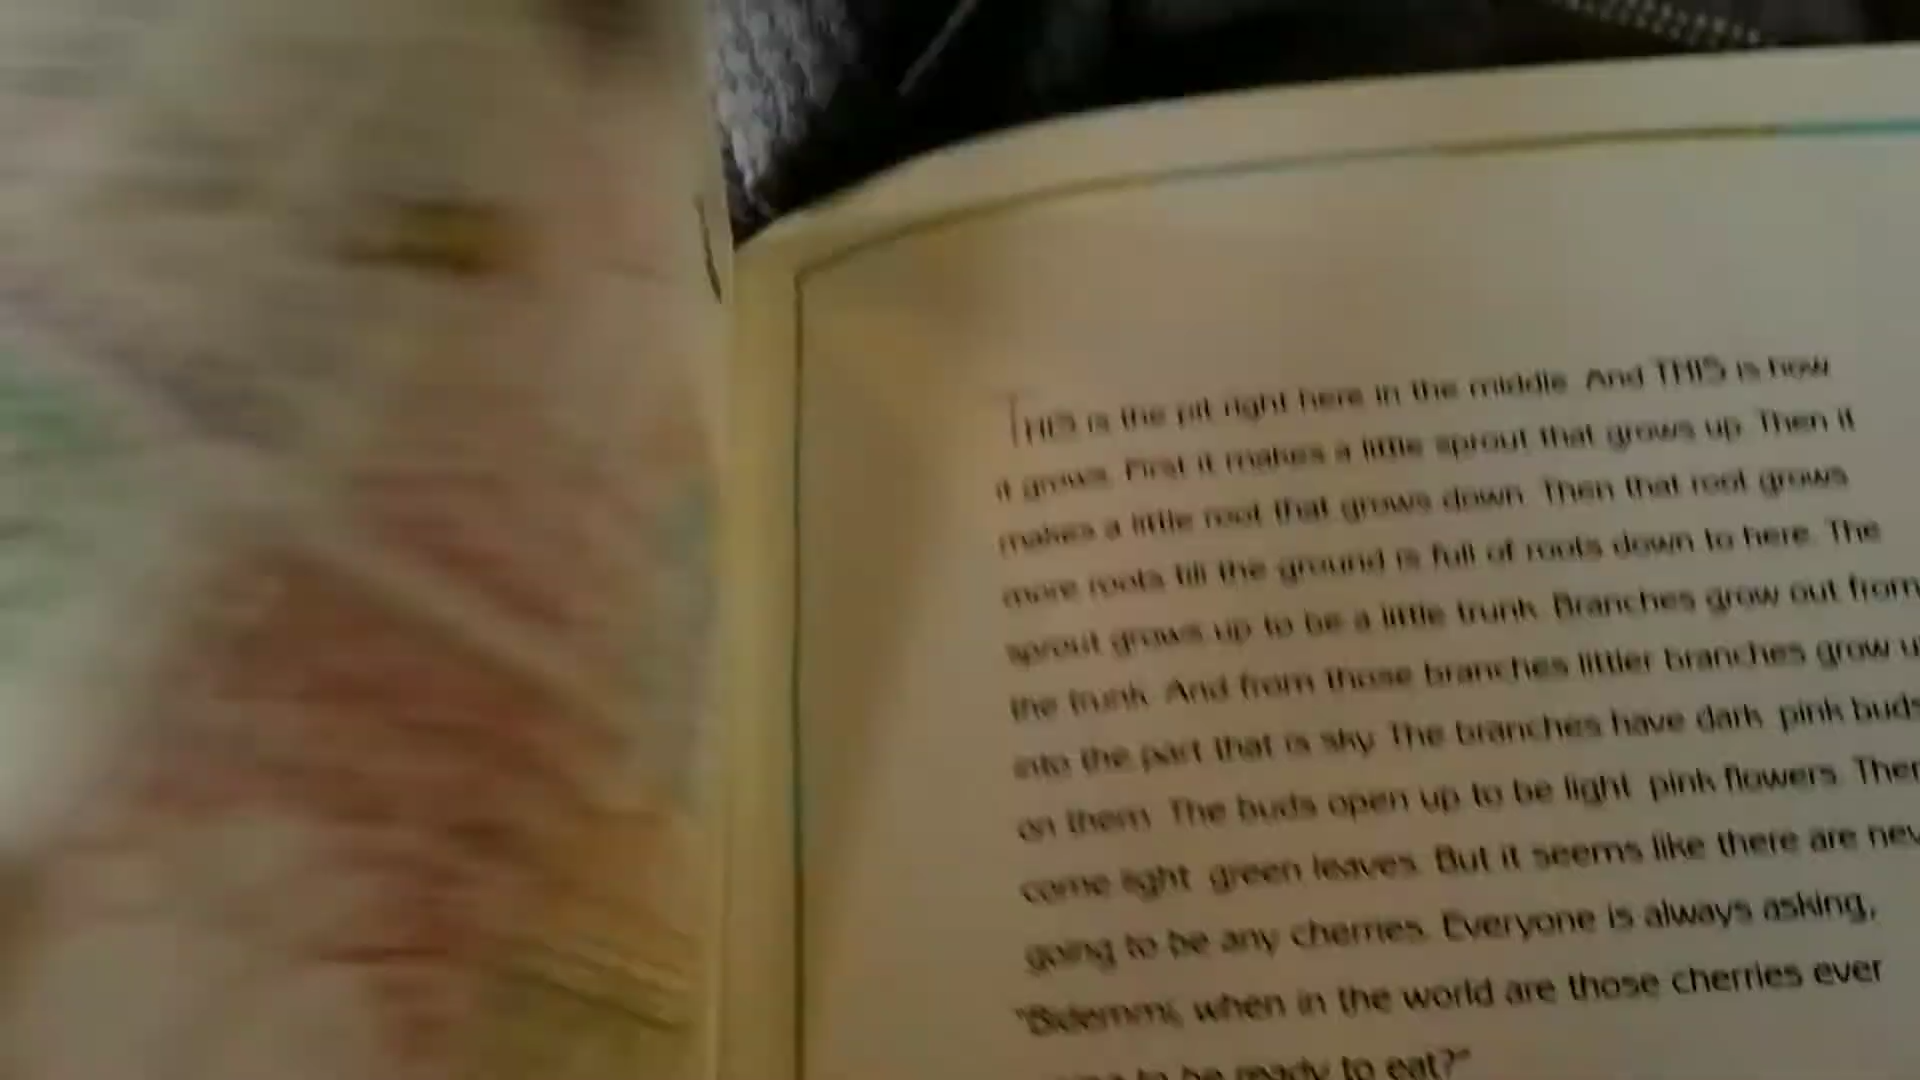 THIS is the pit right here in the middle. And THIS is how
it grows. First it makes a little sprout that grows up. Then it
makes a little root that grows down. Then that root grows
more roots till the ground is full of roots down to here. The
sprout grows up to be a little trunk. Branches grow out from
the trunk. And from those branches littler branches grow
into the part that is sky. The branches have dark pink buds
on them. The buds open up to be light pink flowers.
come light green leaves. But it seems like there are
going to be any cherries. Everyone is always asking,
"Bidemmi, when in the world are those cherries ever
to be ready to eat?"